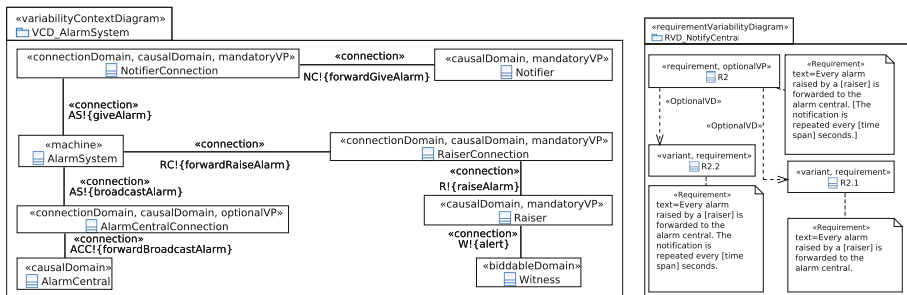 «variabilityContextDiagram»
VCD_AlarmSystem
«connectionDomain, causalDomain, mandatoryVP»
NotifierConnection
«connection»
NC!{forwardGiveAlarm}
«causalDomain, mandatoryVP»
Notifier
«connection»
AS!{giveAlarm}
«machine»
AlarmSystem
«connection»
RC!{forwardRaiseAlarm}
«connectionDomain, causalDomain, mandatoryVP»
RaiserConnection
«connection»
AS!{broadcastAlarm}
«connection»
R!{raiseAlarm}
«connectionDomain, causalDomain, optionalVP»
AlarmCentralConnection
«causalDomain, mandatoryVP»
Raiser
«connection»
ACC!{forwardBroadcastAlarm}
«connection»
W!{alert}
«causalDomain»
AlarmCentral
«biddableDomain»
Witness
«requirementVariabilityDiagram»
RVD_NotifyCentral
«requirement, optionalVP»
R2
«Requirement»
text=Every alarm
raised by a [raiser] is
forwarded to the
alarm central. [The
notification is
repeated every [time
span] seconds.]
«OptionalVD»
«OptionalVD»
«variant, requirement»
R2.2
«variant, requirement»
R2.1
«Requirement»
text=Every alarm
raised by a [raiser] is
forwarded to the
alarm central. The
notification is
repeated every [time
span] seconds.
«Requirement»
text=Every alarm
raised by a [raiser] is
forwarded to the
alarm central.